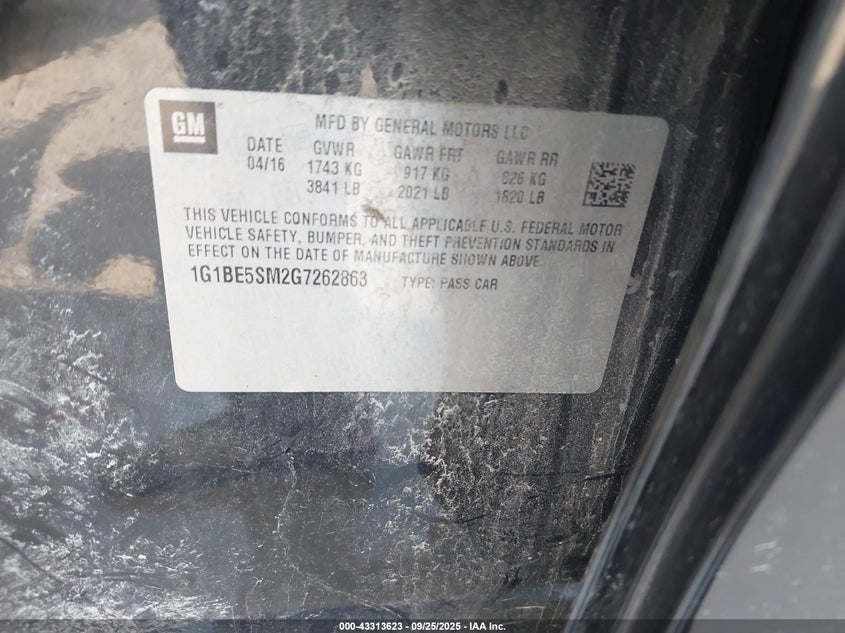 GM
MFD BY GENERAL MOTORS LLC
DATE GVWR GAWR FRT GAWR RR
04/16 1743 KG 917 KG 826 KG
3841 LB 2021 LB 1820 LB
THIS VEHICLE CONFORMS TO ALL APPLICABLE U.S. FEDERAL MOTOR
VEHICLE SAFETY, BUMPER, AND THEFT PREVENTION STANDARDS IN
EFFECT ON THE DATE OF MANUFACTURE SHOWN ABOVE.
1G1BE5SM2G7262863 TYPE: PASS CAR
000-43313623 - 09/25/2025 - IAA Inc.